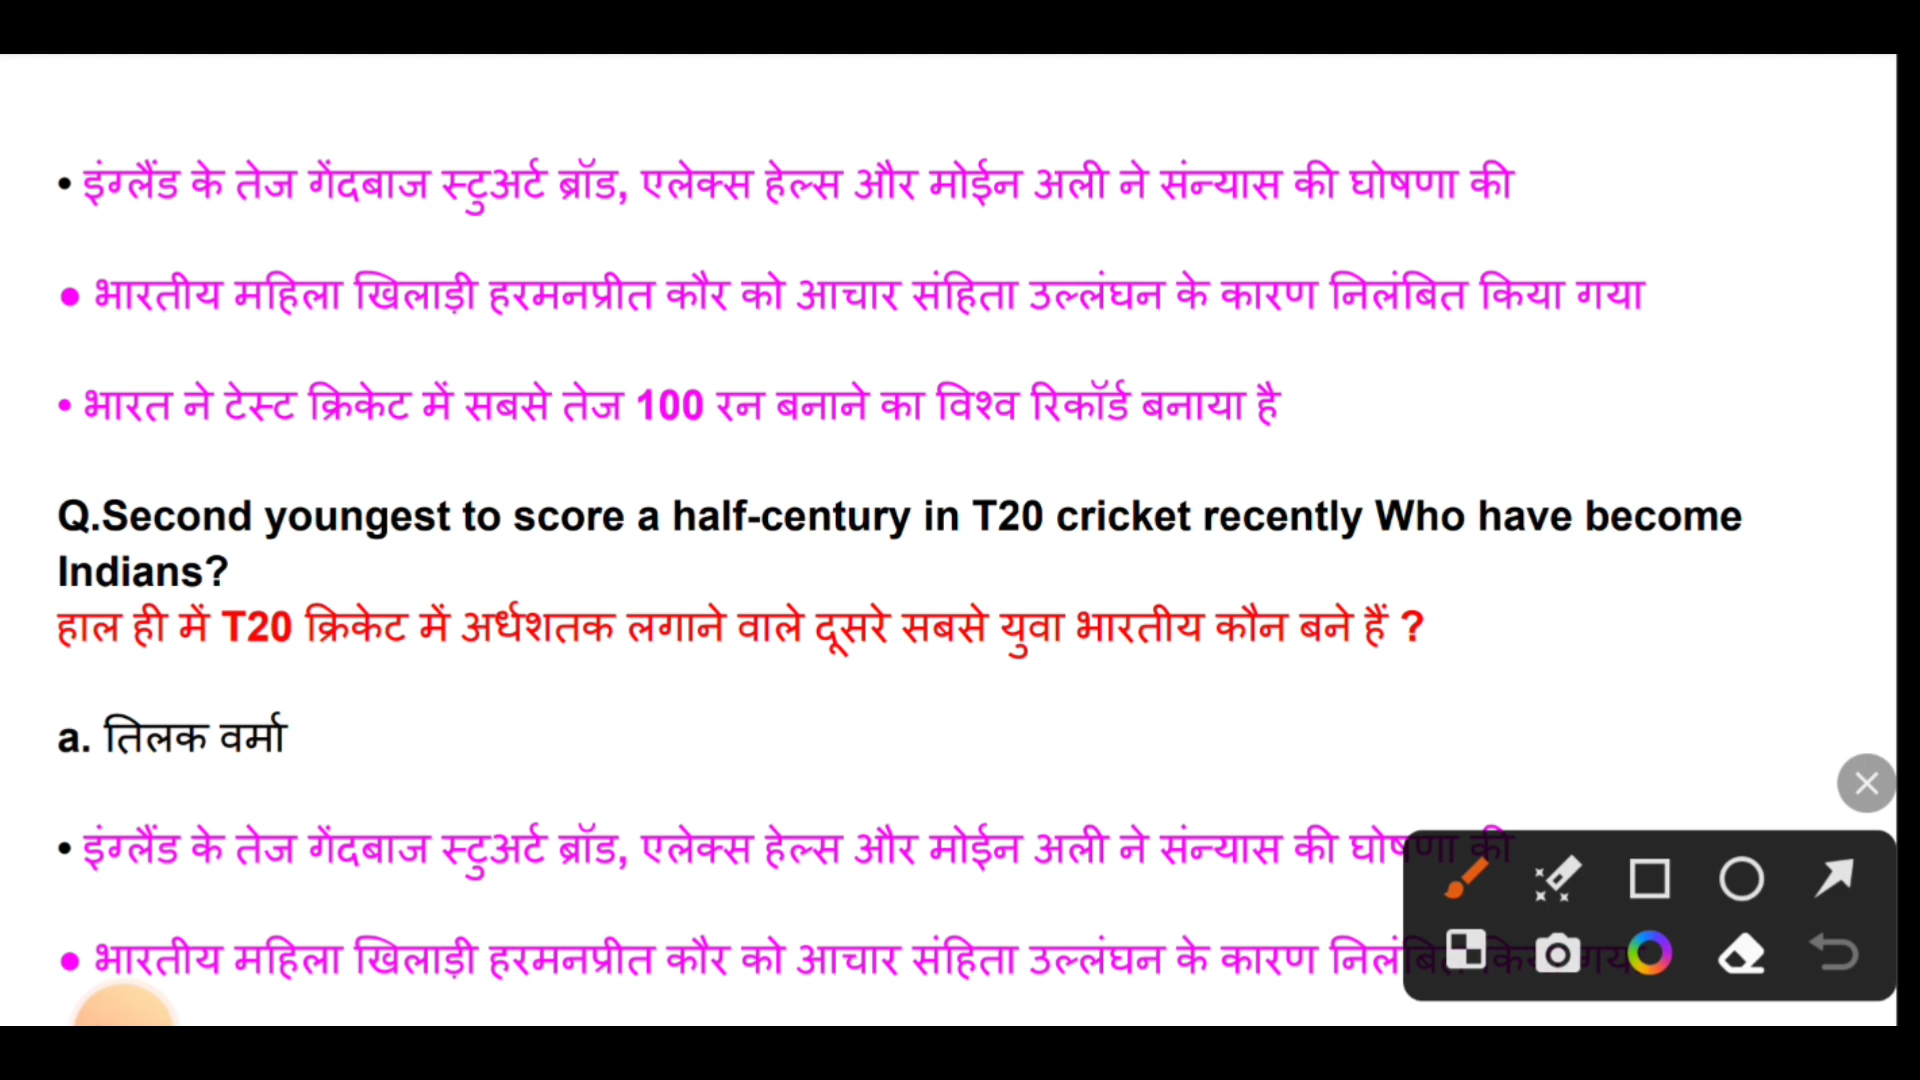 • इंग्लैंड के तेज गेंदबाज स्टुअर्ट ब्रॉड, एलेक्स हेल्स और मोईन अली ने संन्यास की घोषणा की
● भारतीय महिला खिलाड़ी हरमनप्रीत कौर को आचार संहिता उल्लंघन के कारण निलंबित किया गया
• भारत ने टेस्ट क्रिकेट में सबसे तेज 100 रन बनाने का विश्व रिकॉर्ड बनाया है
Q.Second youngest to score a half-century in T20 cricket recently Who have become
Indians?
हाल ही में T20 क्रिकेट में अर्धशतक लगाने वाले दूसरे सबसे युवा भारतीय कौन बने हैं ?
a. तिलक वर्मा
• इंग्लैंड के तेज गेंदबाज स्टुअर्ट ब्रॉड, एलेक्स हेल्स और मोईन अली ने संन्यास की घोषणा की
● भारतीय महिला खिलाड़ी हरमनप्रीत कौर को आचार संहिता उल्लंघन के कारण निलंबित